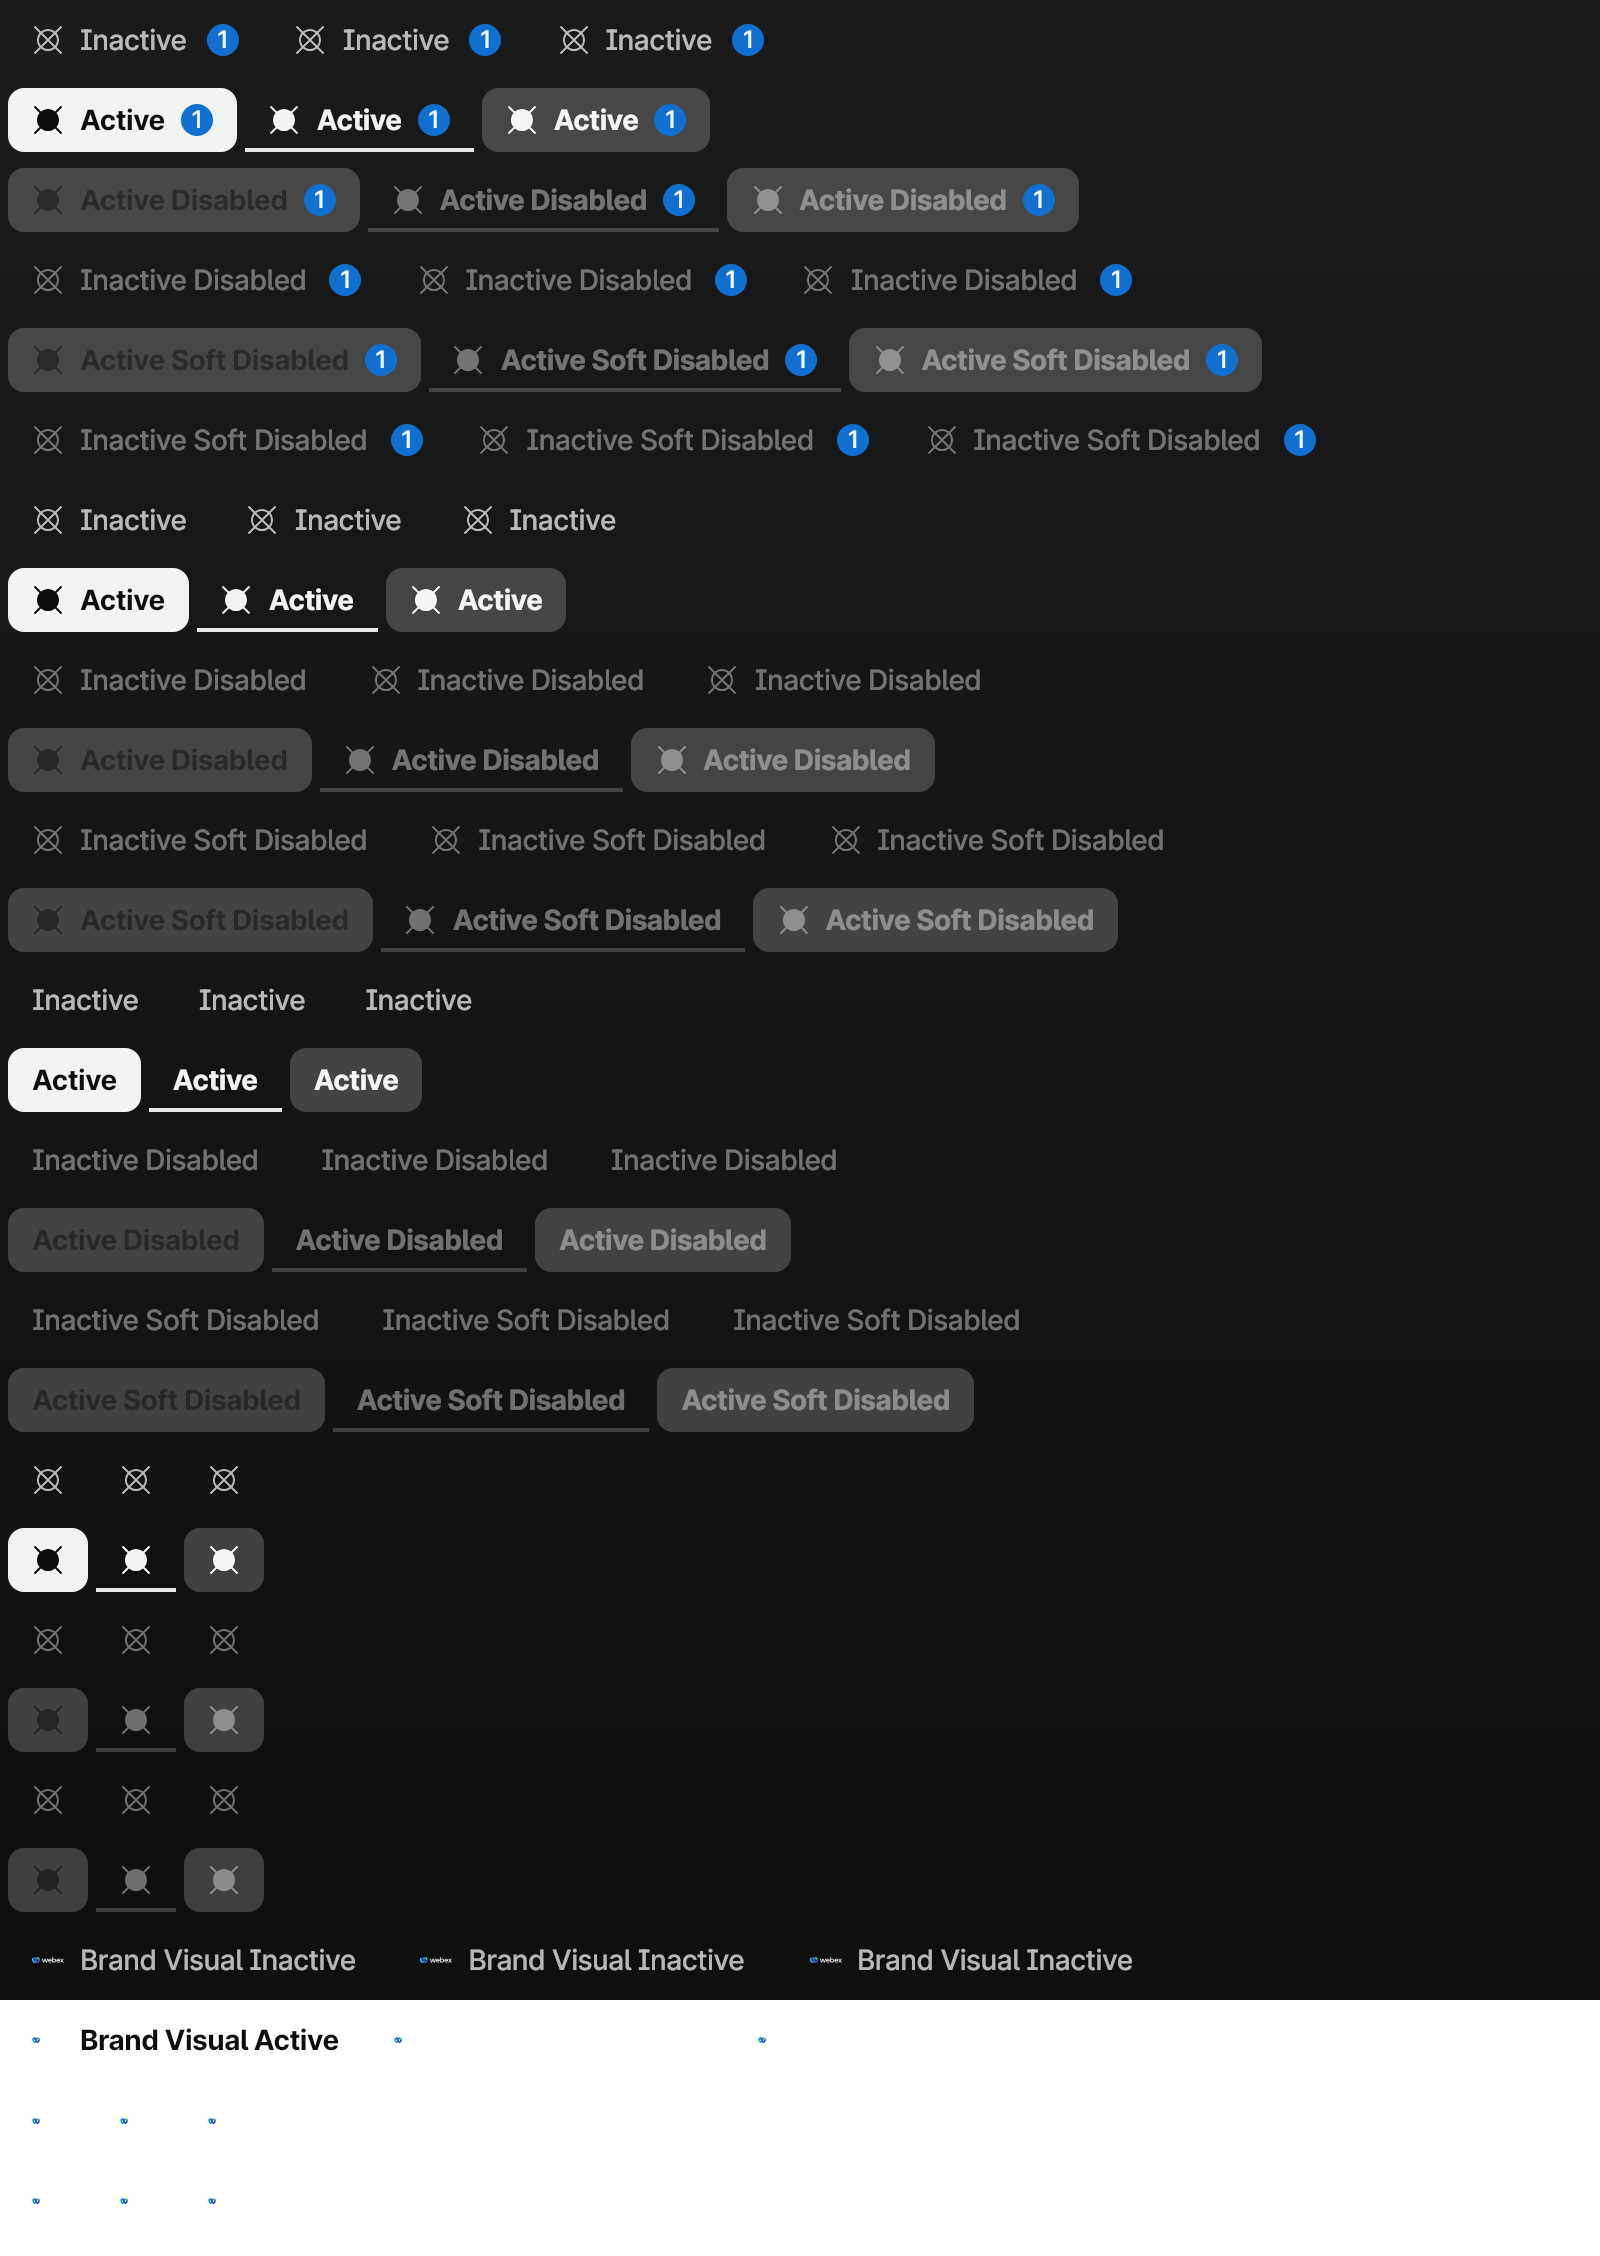 Inactive 1 Inactive 1 Inactive 1
Active 1 Active 1 Active 1
Active Disabled 1 Active Disabled 1 Active Disabled 1
Inactive Disabled 1 Inactive Disabled 1 Inactive Disabled 1
Active Soft Disabled 1 Active Soft Disabled 1 Active Soft Disabled 1
Inactive Soft Disabled 1 Inactive Soft Disabled 1 Inactive Soft Disabled 1
Inactive Inactive Inactive
Active Active Active
Inactive Disabled Inactive Disabled Inactive Disabled
Active Disabled Active Disabled Active Disabled
Inactive Soft Disabled Inactive Soft Disabled Inactive Soft Disabled
Active Soft Disabled Active Soft Disabled Active Soft Disabled
Inactive Inactive Inactive
Active Active Active
Inactive Disabled Inactive Disabled Inactive Disabled
Active Disabled Active Disabled Active Disabled
Inactive Soft Disabled Inactive Soft Disabled Inactive Soft Disabled
Active Soft Disabled Active Soft Disabled Active Soft Disabled
webex Brand Visual Inactive webex Brand Visual Inactive webex Brand Visual Inactive
Brand Visual Active